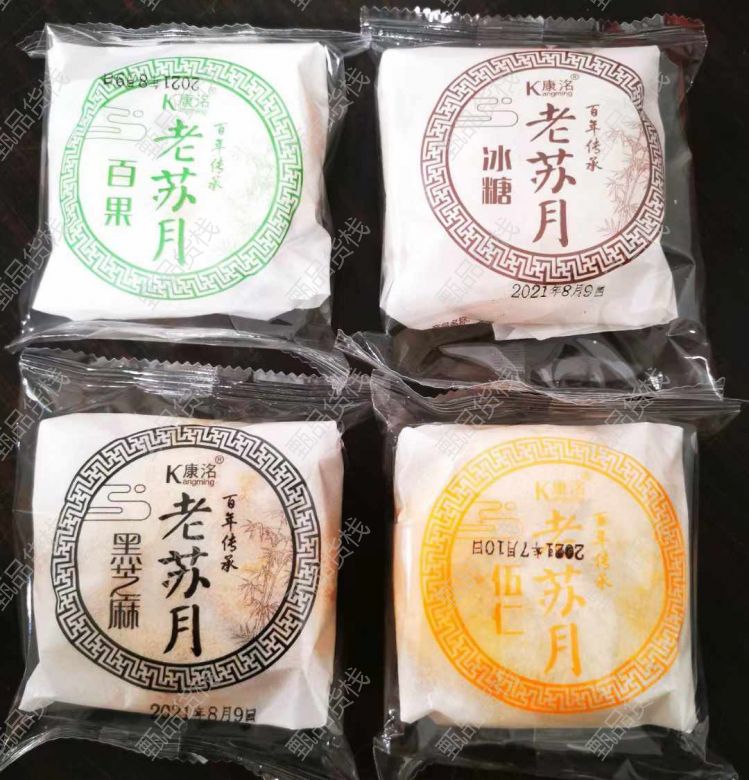 2021年8月9日
K康洺
angming
百年传承
老苏月
百果
K康洺®
angming
百年传承
老苏月
冰糖
2021年8月9日
K康洺®
angming
百年传承
老苏月
黑芝麻
2021年8月9日
K康洺
angming
百年传承
老苏月
2021年7月10日
伍仁
甄品货栈